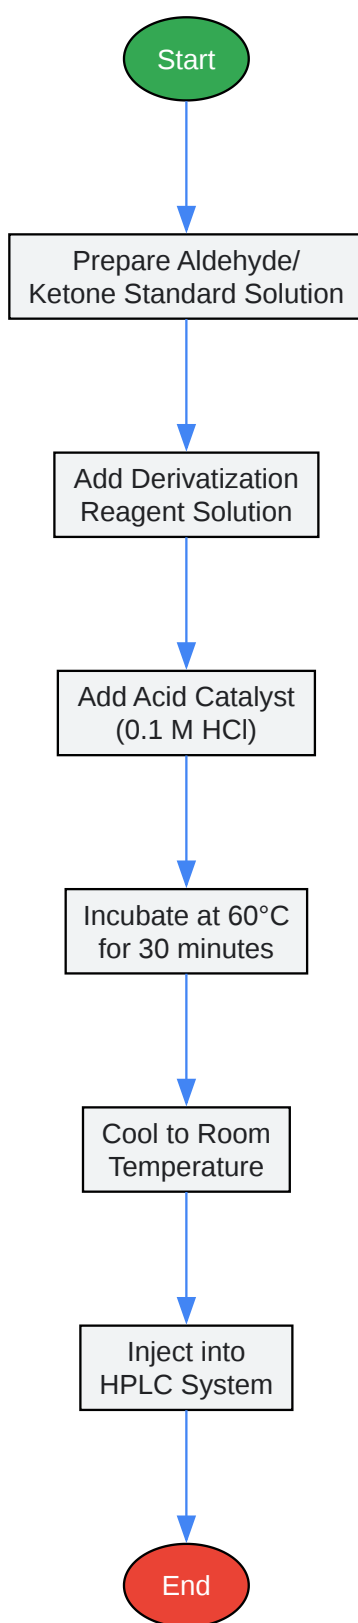 Start
Prepare Aldehyde/
Ketone Standard Solution
Add Derivatization
Reagent Solution
Add Acid Catalyst
(0.1 M HCl)
Incubate at 60°C
for 30 minutes
Cool to Room
Temperature
Inject into
HPLC System
End